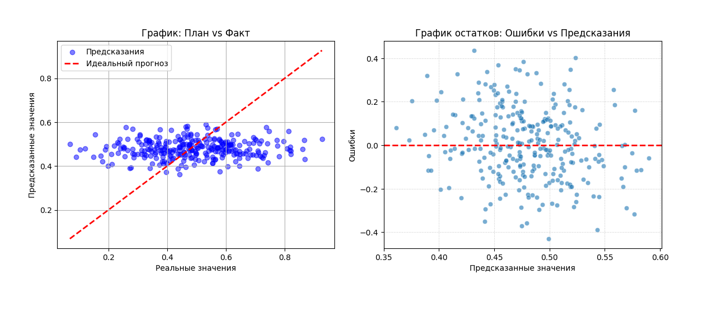 График: План vs Факт
Предсказания
Идеальный прогноз
Предсказанные значения
0.8
0.6
0.4
0.2
0.2
0.4
0.6
0.8
Реальные значения
График остатков: Ошибки vs Предсказания
Ошибки
0.4
0.2
0.0
−0.2
−0.4
0.35
0.40
0.45
0.50
0.55
0.60
Предсказанные значения